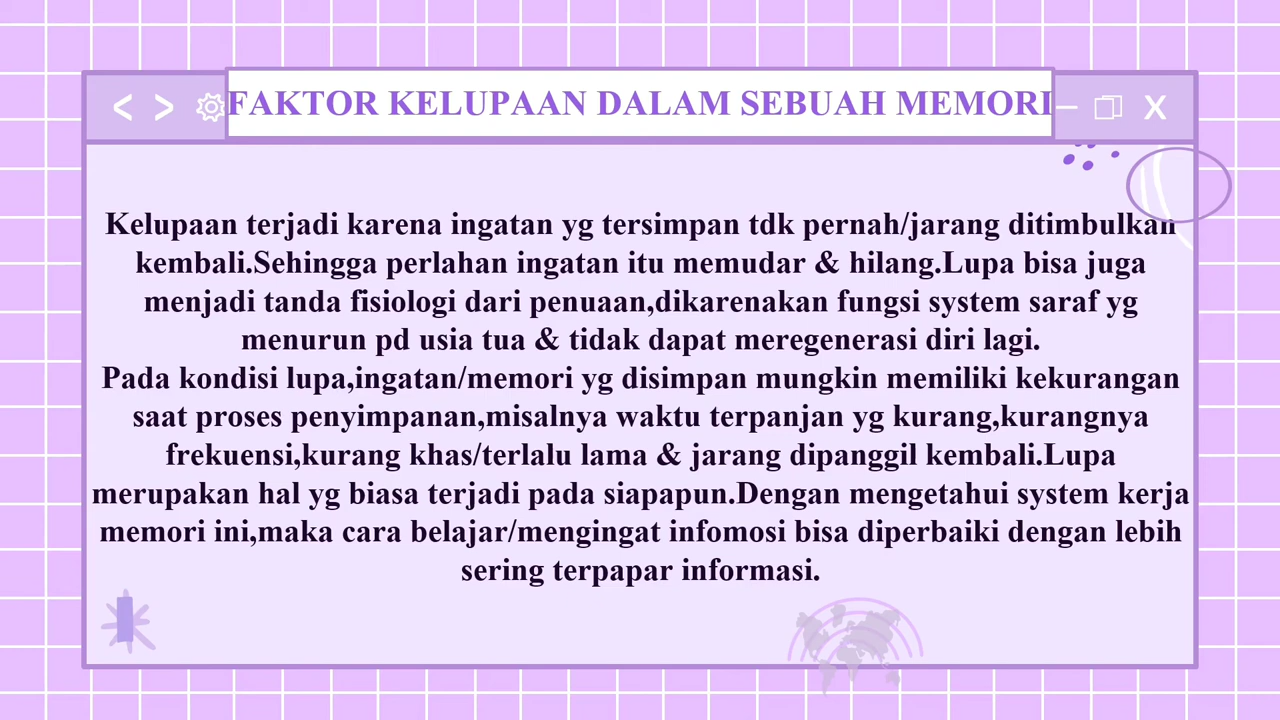 FAKTOR KELUPAAN DALAM SEBUAH MEMORI
Kelupaan terjadi karena ingatan yg tersimpan tdk pernah/jarang ditimbulkan
kembali.Sehingga perlahan ingatan itu memudar & hilang.Lupa bisa juga
menjadi tanda fisiologi dari penuaan,dikarenakan fungsi system saraf yg
menurun pd usia tua & tidak dapat meregenerasi diri lagi.
Pada kondisi lupa,ingatan/memori yg disimpan mungkin memiliki kekurangan
saat proses penyimpanan,misalnya waktu terpanjan yg kurang,kurangnya
frekuensi,kurang khas/terlalu lama & jarang dipanggil kembali.Lupa
merupakan hal yg biasa terjadi pada siapapun.Dengan mengetahui system kerja
memori ini,maka cara belajar/mengingat infomosi bisa diperbaiki dengan lebih
sering terpapar informasi.